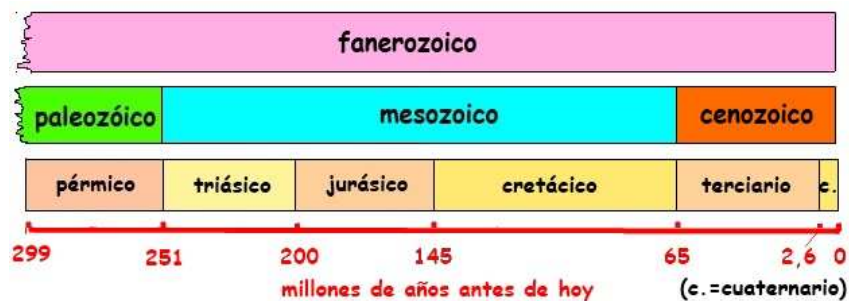 fanerozoico
paleozóico mesozoico cenozoico
pérmico triásico jurásico cretácico terciario c.
299 251 200 145 65 2,6 0
millones de años antes de hoy (c.=cuaternario)